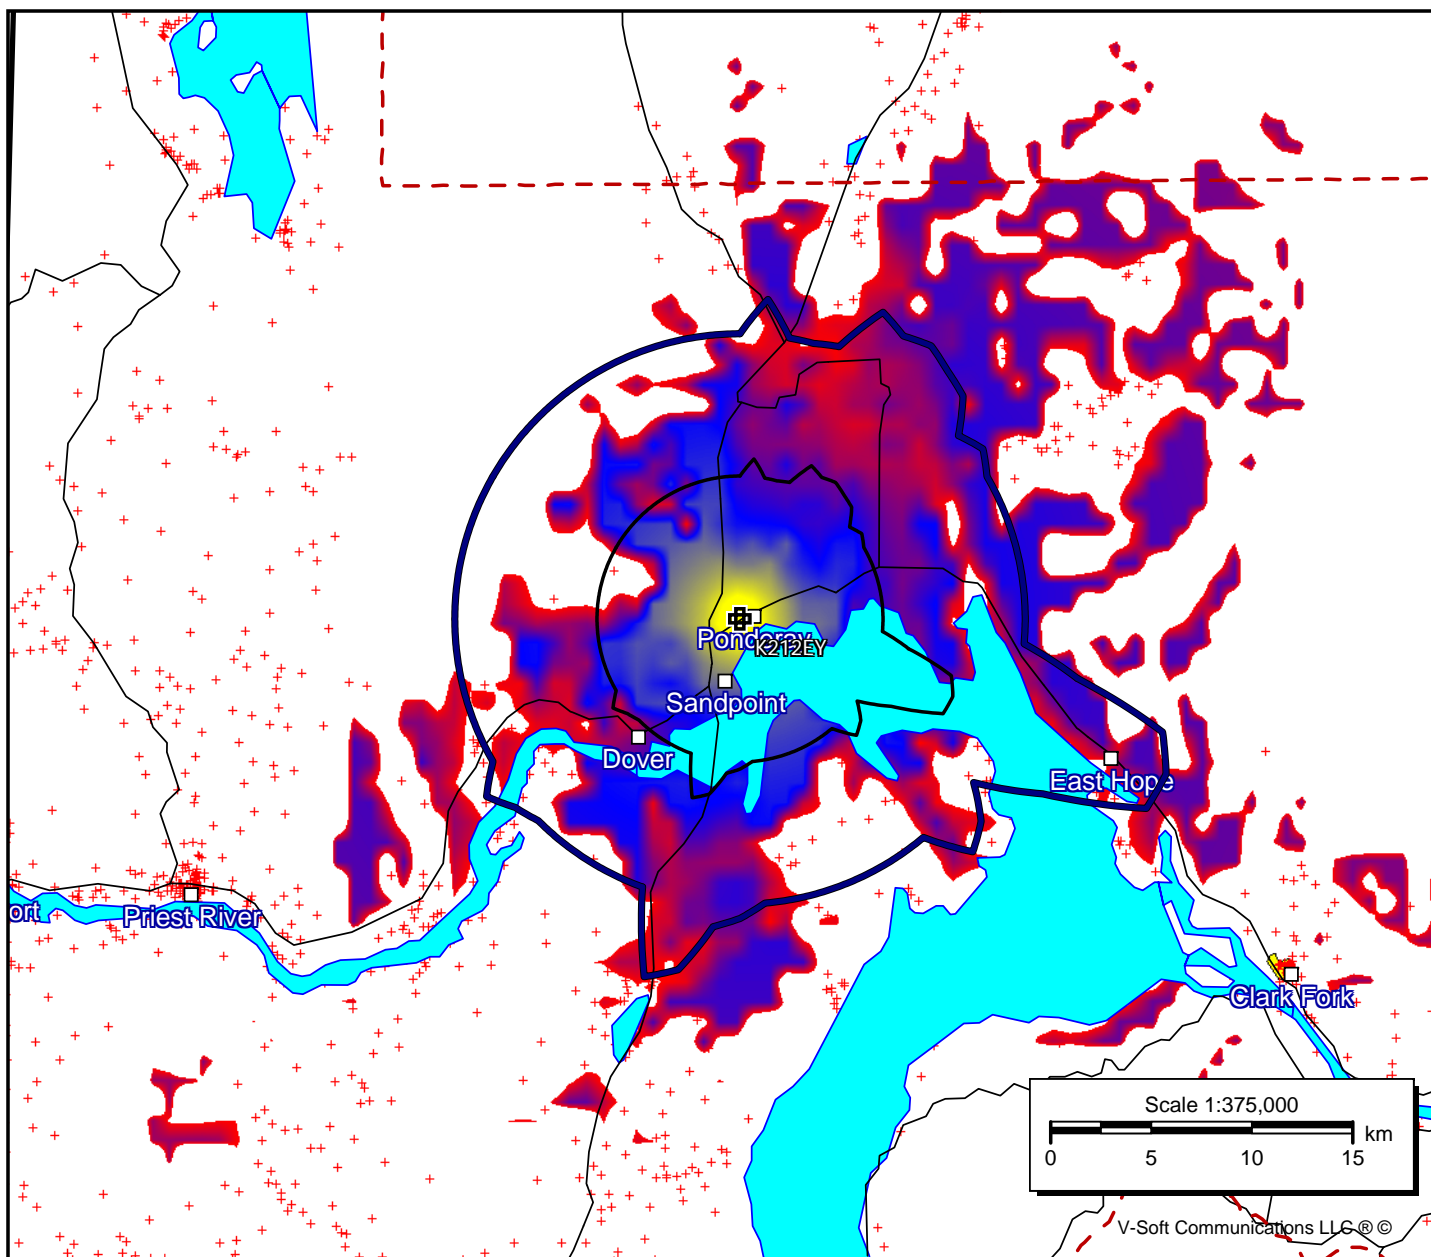 Ponderay
K212EY
Sandpoint
Dover
East Hope
ort
Priest River
Clark Fork
Scale 1:375,000
km
0 5 10 15
V-Soft Communications LLC ® ©